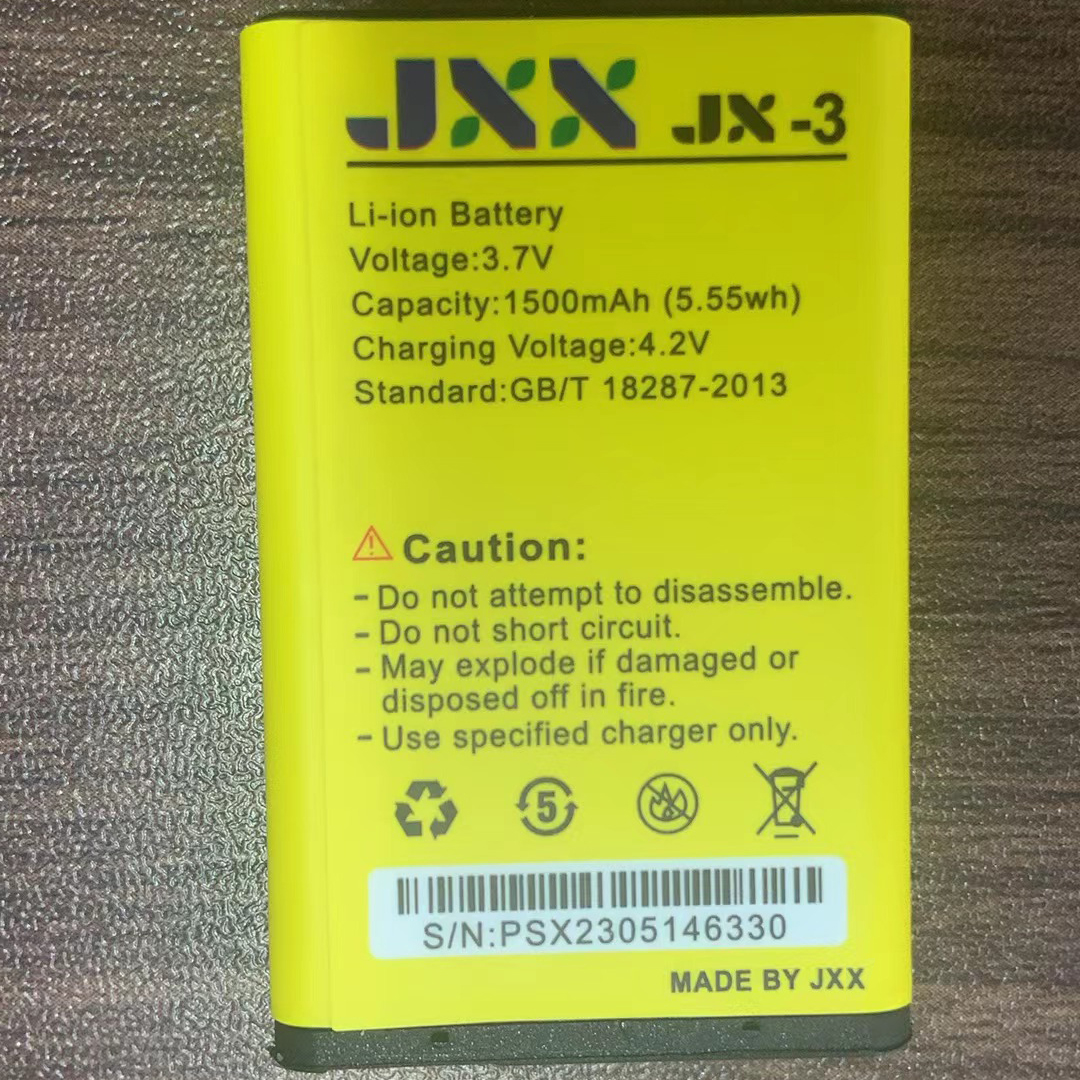 JXX JX-3
Li-ion Battery
Voltage:3.7V
Capacity:1500mAh (5.55wh)
Charging Voltage:4.2V
Standard:GB/T 18287-2013
Caution:
- Do not attempt to disassemble.
- Do not short circuit.
- May explode if damaged or
disposed off in fire.
- Use specified charger only.
5
S/N:PSX2305146330
MADE BY JXX